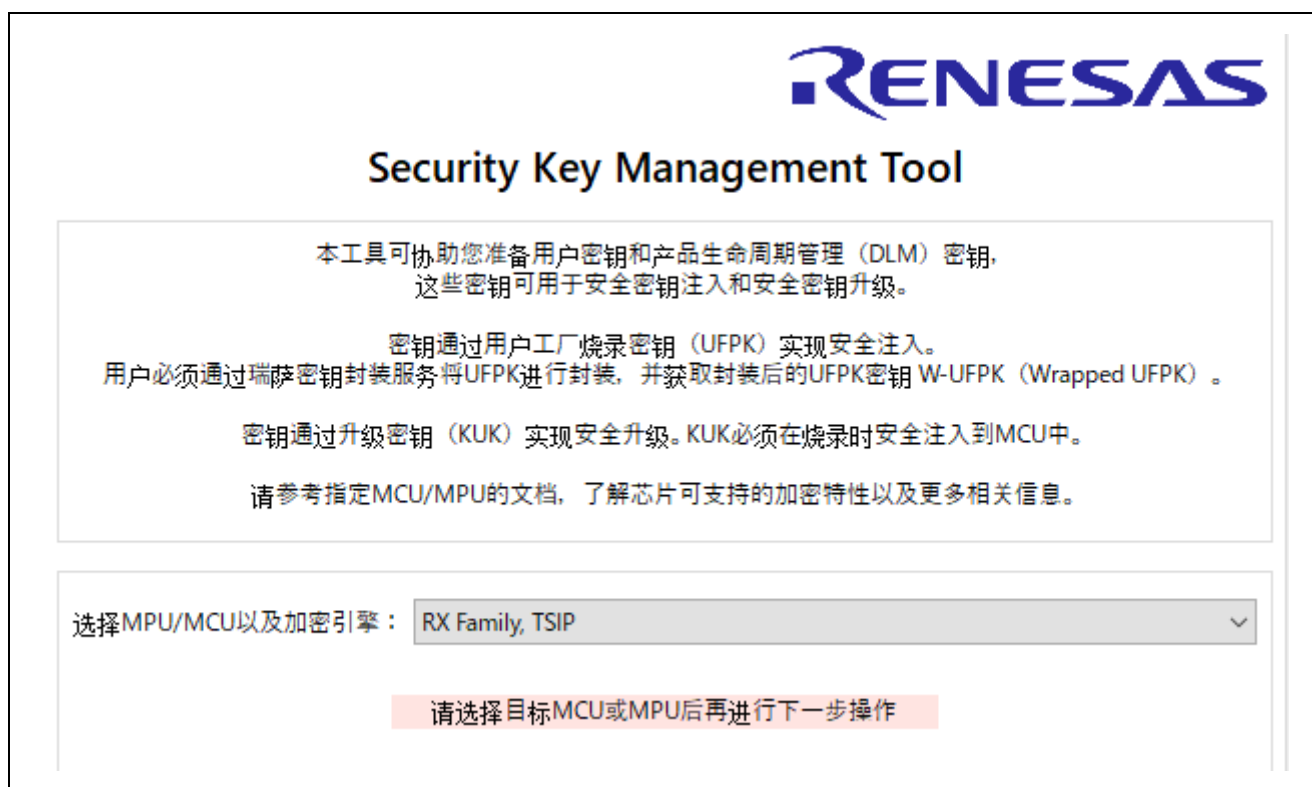 RENESAS
Security Key Management Tool
本工具可协助您准备用户密钥和产品生命周期管理（DLM）密钥，
这些密钥可用于安全密钥注入和安全密钥升级。
密钥通过用户工厂烧录密钥（UFPK）实现安全注入。
用户必须通过瑞萨密钥封装服务将UFPK进行封装，并获取封装后的UFPK密钥 W-UFPK（Wrapped UFPK）。
密钥通过升级密钥（KUK）实现安全升级。KUK必须在烧录时安全注入到MCU中。
请参考指定MCU/MPU的文档，了解芯片可支持的加密特性以及更多相关信息。
选择MPU/MCU以及加密引擎： RX Family, TSIP
请选择目标MCU或MPU后再进行下一步操作